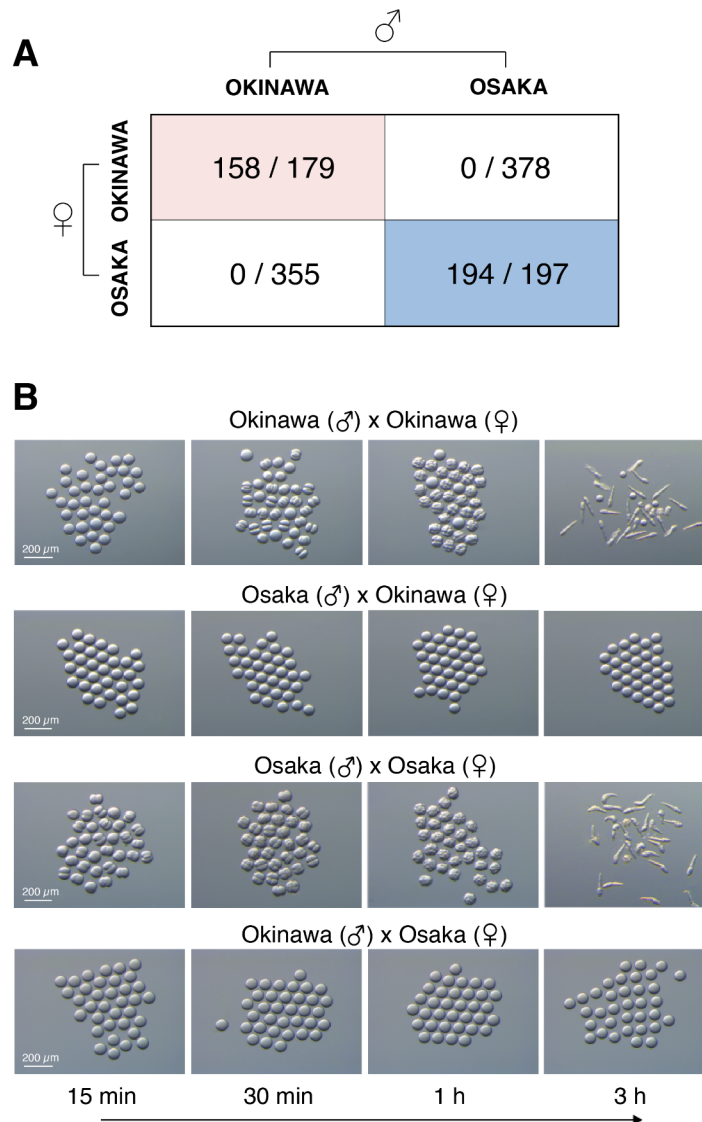 A
♂
OKINAWA OSAKA
♀
OKINAWA
158 / 179 0 / 378
OSAKA
0 / 355 194 / 197
B
Okinawa (♂) x Okinawa (♀)
200 µm
Osaka (♂) x Okinawa (♀)
200 µm
Osaka (♂) x Osaka (♀)
200 µm
Okinawa (♂) x Osaka (♀)
200 µm
15 min 30 min 1 h 3 h